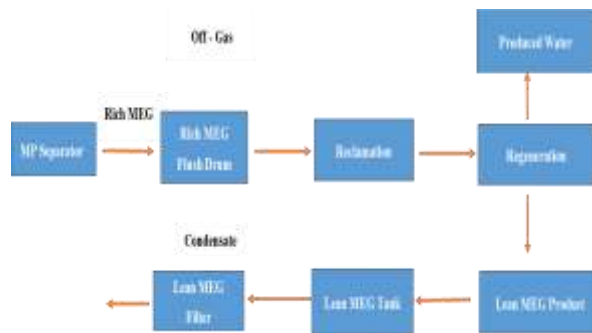 Off - Gas
Produced Water
Rich MEG
MP Separator
Rich MEG
Flash Drum
Reclamation
Regeneration
Condensate
Lean MEG
Filter
Lean MEG Tank
Lean MEG Product